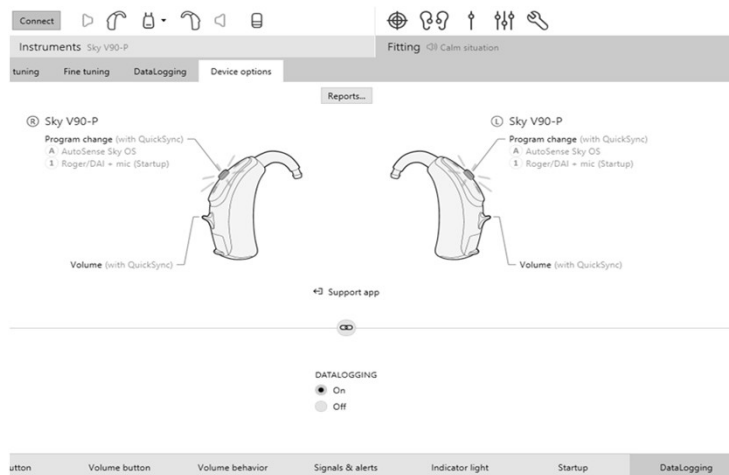 Connect
Instruments Sky V90-P
Fitting Calm situation
tuning Fine tuning DataLogging Device options
Reports...
R Sky V90-P
Program change (with QuickSync)
A AutoSense Sky OS
1 Roger/DAI + mic (Startup)
Volume (with QuickSync)
L Sky V90-P
Program change (with QuickSync)
A AutoSense Sky OS
1 Roger/DAI + mic (Startup)
Volume (with QuickSync)
Support app
DATALOGGING
On
Off
utton Volume button Volume behavior Signals & alerts Indicator light Startup DataLogging